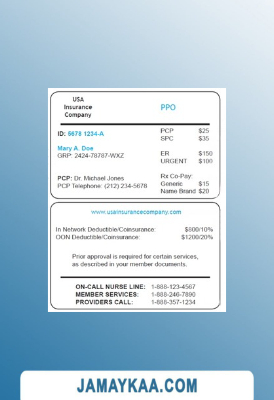 USA
Insurance
Company
PPO
ID: 5678 1234-A
Mary A. Doe
GRP: 2424-78787-WXZ
PCP: Dr. Michael Jones
PCP Telephone: (212) 234-5678
PCP $25
SPC $35
ER $150
URGENT $100
Rx Co-Pay:
Generic $15
Name Brand $20
www.usainsurancecompany.com
In Network Deductible/Coinsurance: $800/10%
OON Deductible/Coinsurance: $1200/20%
Prior approval is required for certain services,
as described in your member documents.
ON-CALL NURSE LINE: 1-888-123-4567
MEMBER SERVICES: 1-888-246-7890
PROVIDERS CALL: 1-888-357-1234
JAMAYKAA.COM